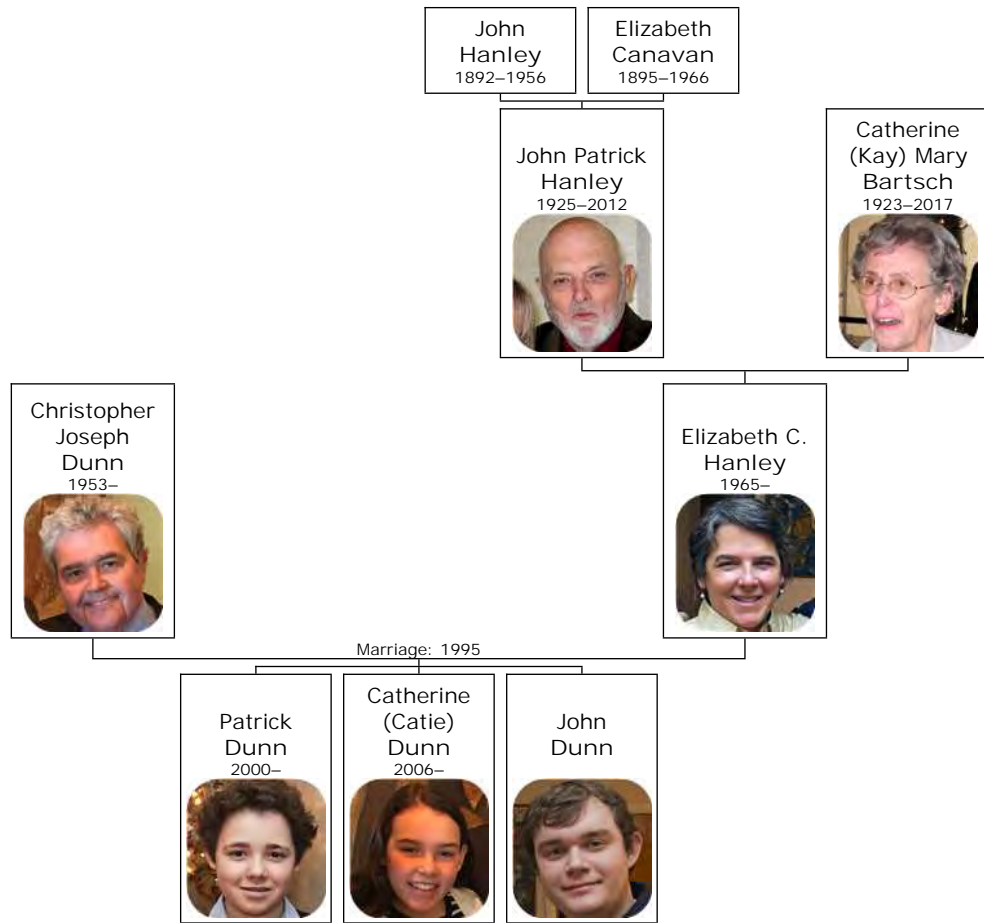 John
Hanley
1892–1956
Elizabeth
Canavan
1895–1966
John Patrick
Hanley
1925–2012
Catherine
(Kay) Mary
Bartsch
1923–2017
Christopher
Joseph
Dunn
1953–
Elizabeth C.
Hanley
1965–
Marriage: 1995
Patrick
Dunn
2000–
Catherine
(Catie)
Dunn
2006–
John
Dunn